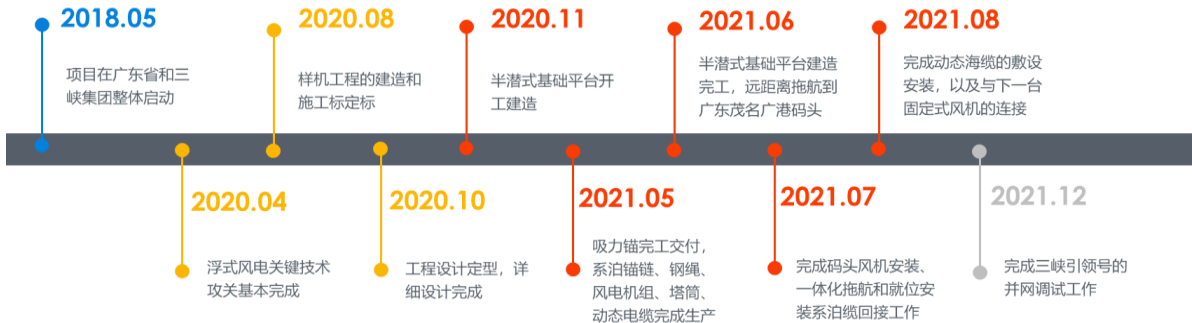 2018.05
项目在广东省和三
峡集团整体启动
2020.04
浮式风电关键技术
攻关基本完成
2020.08
样机工程的建造和
施工标定标
2020.10
工程设计定型，详
细设计完成
2020.11
半潜式基础平台开
工建造
2021.05
吸力锚完工交付，
系泊锚链、钢绳、
风电机组、塔筒、
动态电缆完成生产
2021.06
半潜式基础平台建造
完工，远距离拖航到
广东茂名广港码头
2021.07
完成码头风机安装、
一体化拖航和就位安
装系泊缆回接工作
2021.08
完成动态海缆的敷设
安装，以及与下一台
固定式风机的连接
2021.12
完成三峡引领号的
并网调试工作